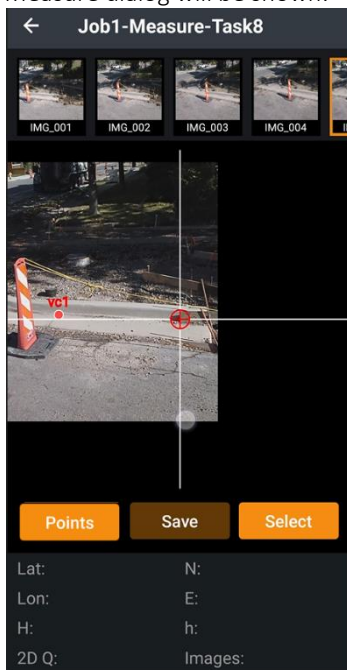 measure dialog will be shown.
Job1-Measure-Task8
IMG_001 IMG_002 IMG_003 IMG_004
vc1
Points Save Select
Lat: N:
Lon: E:
H: h:
2D Q: Images: